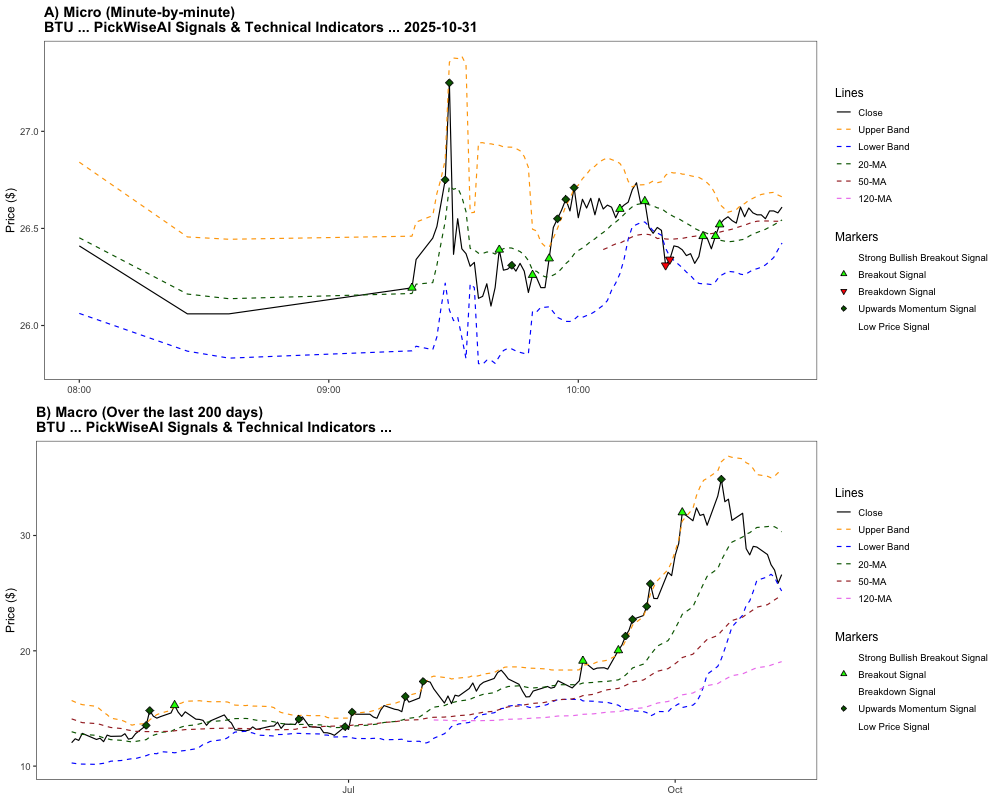 A) Micro (Minute-by-minute)
BTU ... PickWiseAI Signals & Technical Indicators ... 2025-10-31
Price ($)
27.0
26.5
26.0
08:00
09:00
10:00
Lines
Close
Upper Band
Lower Band
20-MA
50-MA
120-MA
Markers
Strong Bullish Breakout Signal
Breakout Signal
Breakdown Signal
Upwards Momentum Signal
Low Price Signal
B) Macro (Over the last 200 days)
BTU ... PickWiseAI Signals & Technical Indicators ...
Price ($)
30
20
10
Jul
Oct
Lines
Close
Upper Band
Lower Band
20-MA
50-MA
120-MA
Markers
Strong Bullish Breakout Signal
Breakout Signal
Breakdown Signal
Upwards Momentum Signal
Low Price Signal